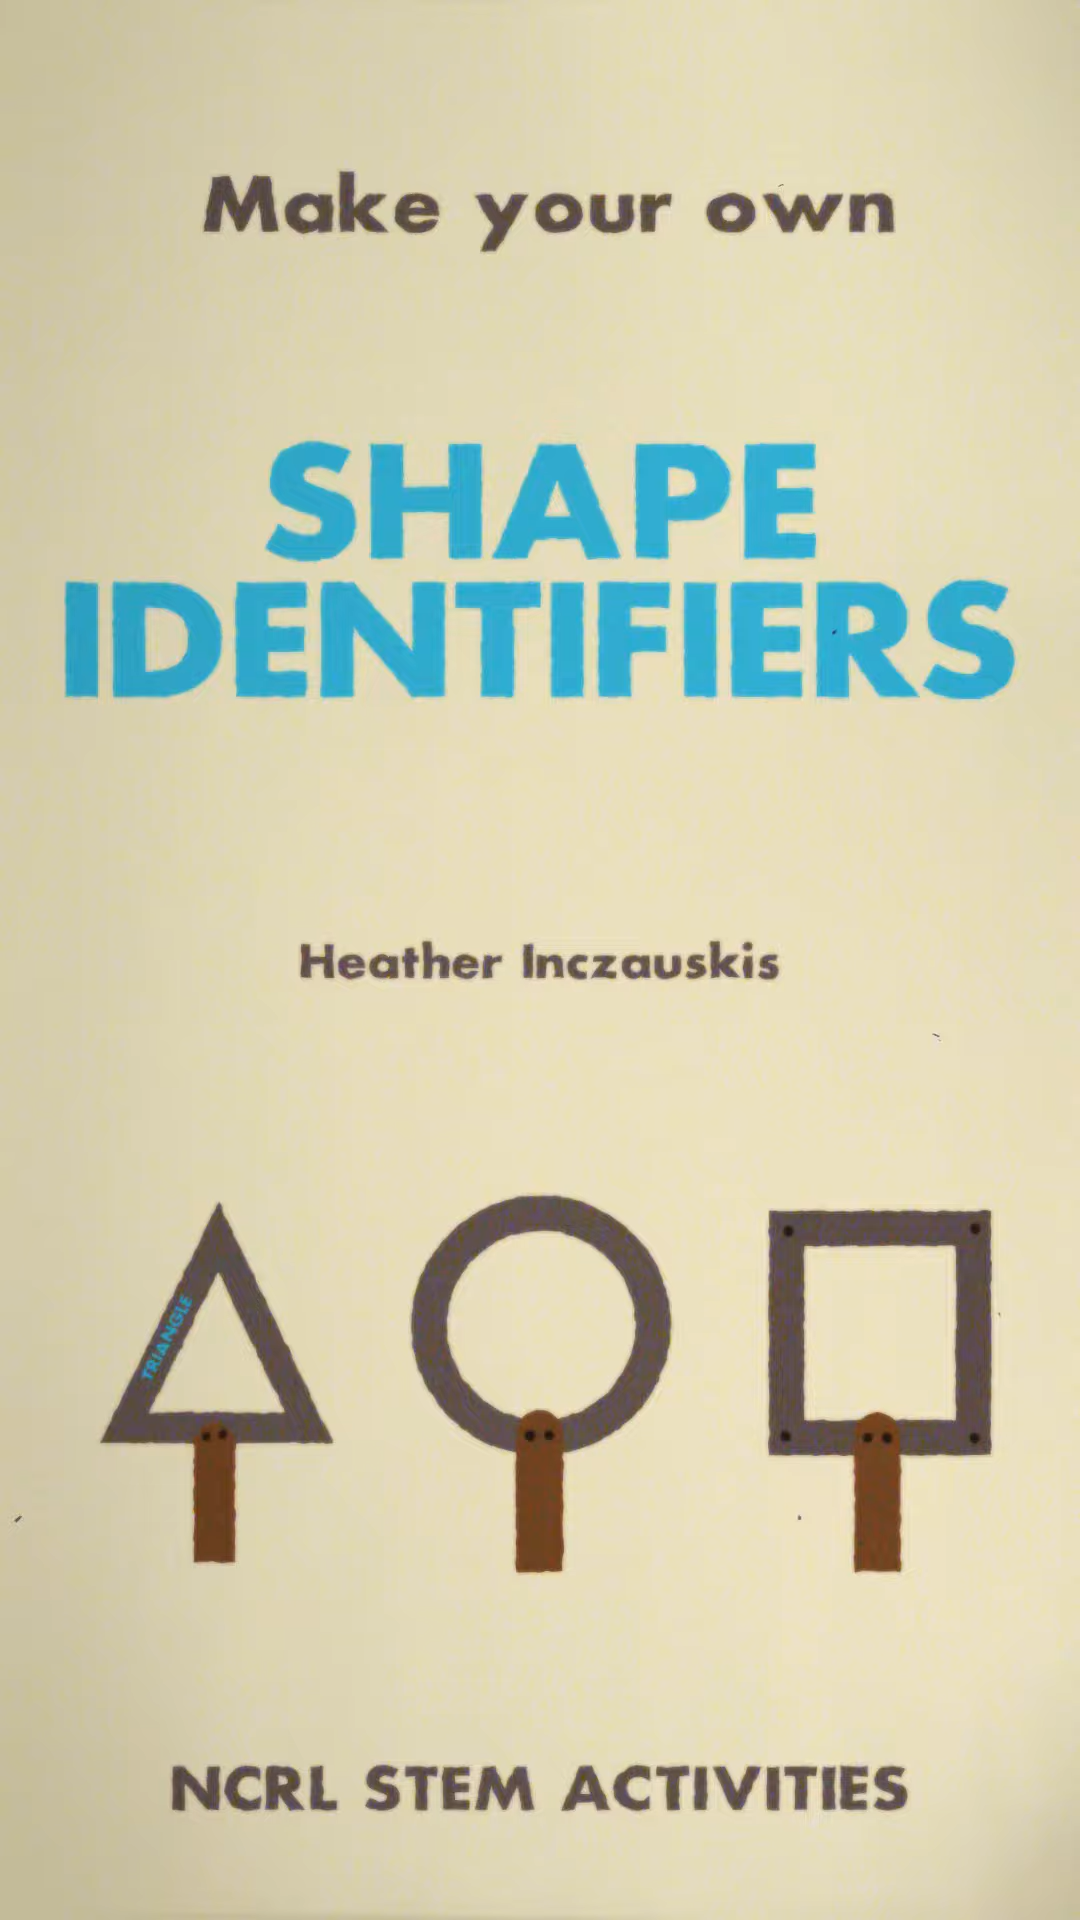 Make your own
SHAPE
IDENTIFIERS
Heather Inczauskis
TRIANGLE
NCRL STEM ACTIVITIES